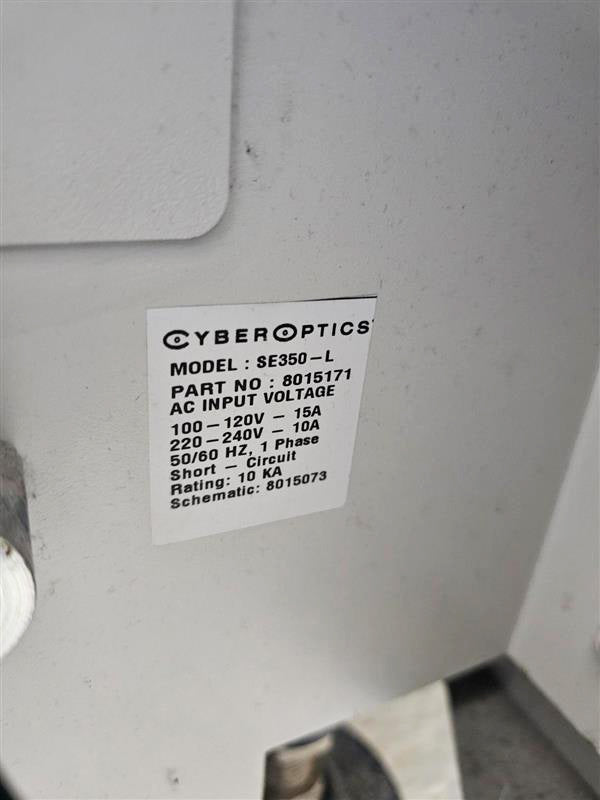 CYBEROPTICS
MODEL : SE350-L
PART NO : 8015171
AC INPUT VOLTAGE
100-120V - 15A
220-240V - 10A
50/60 HZ, 1 Phase
Short - Circuit
Rating: 10 KA
Schematic: 8015073